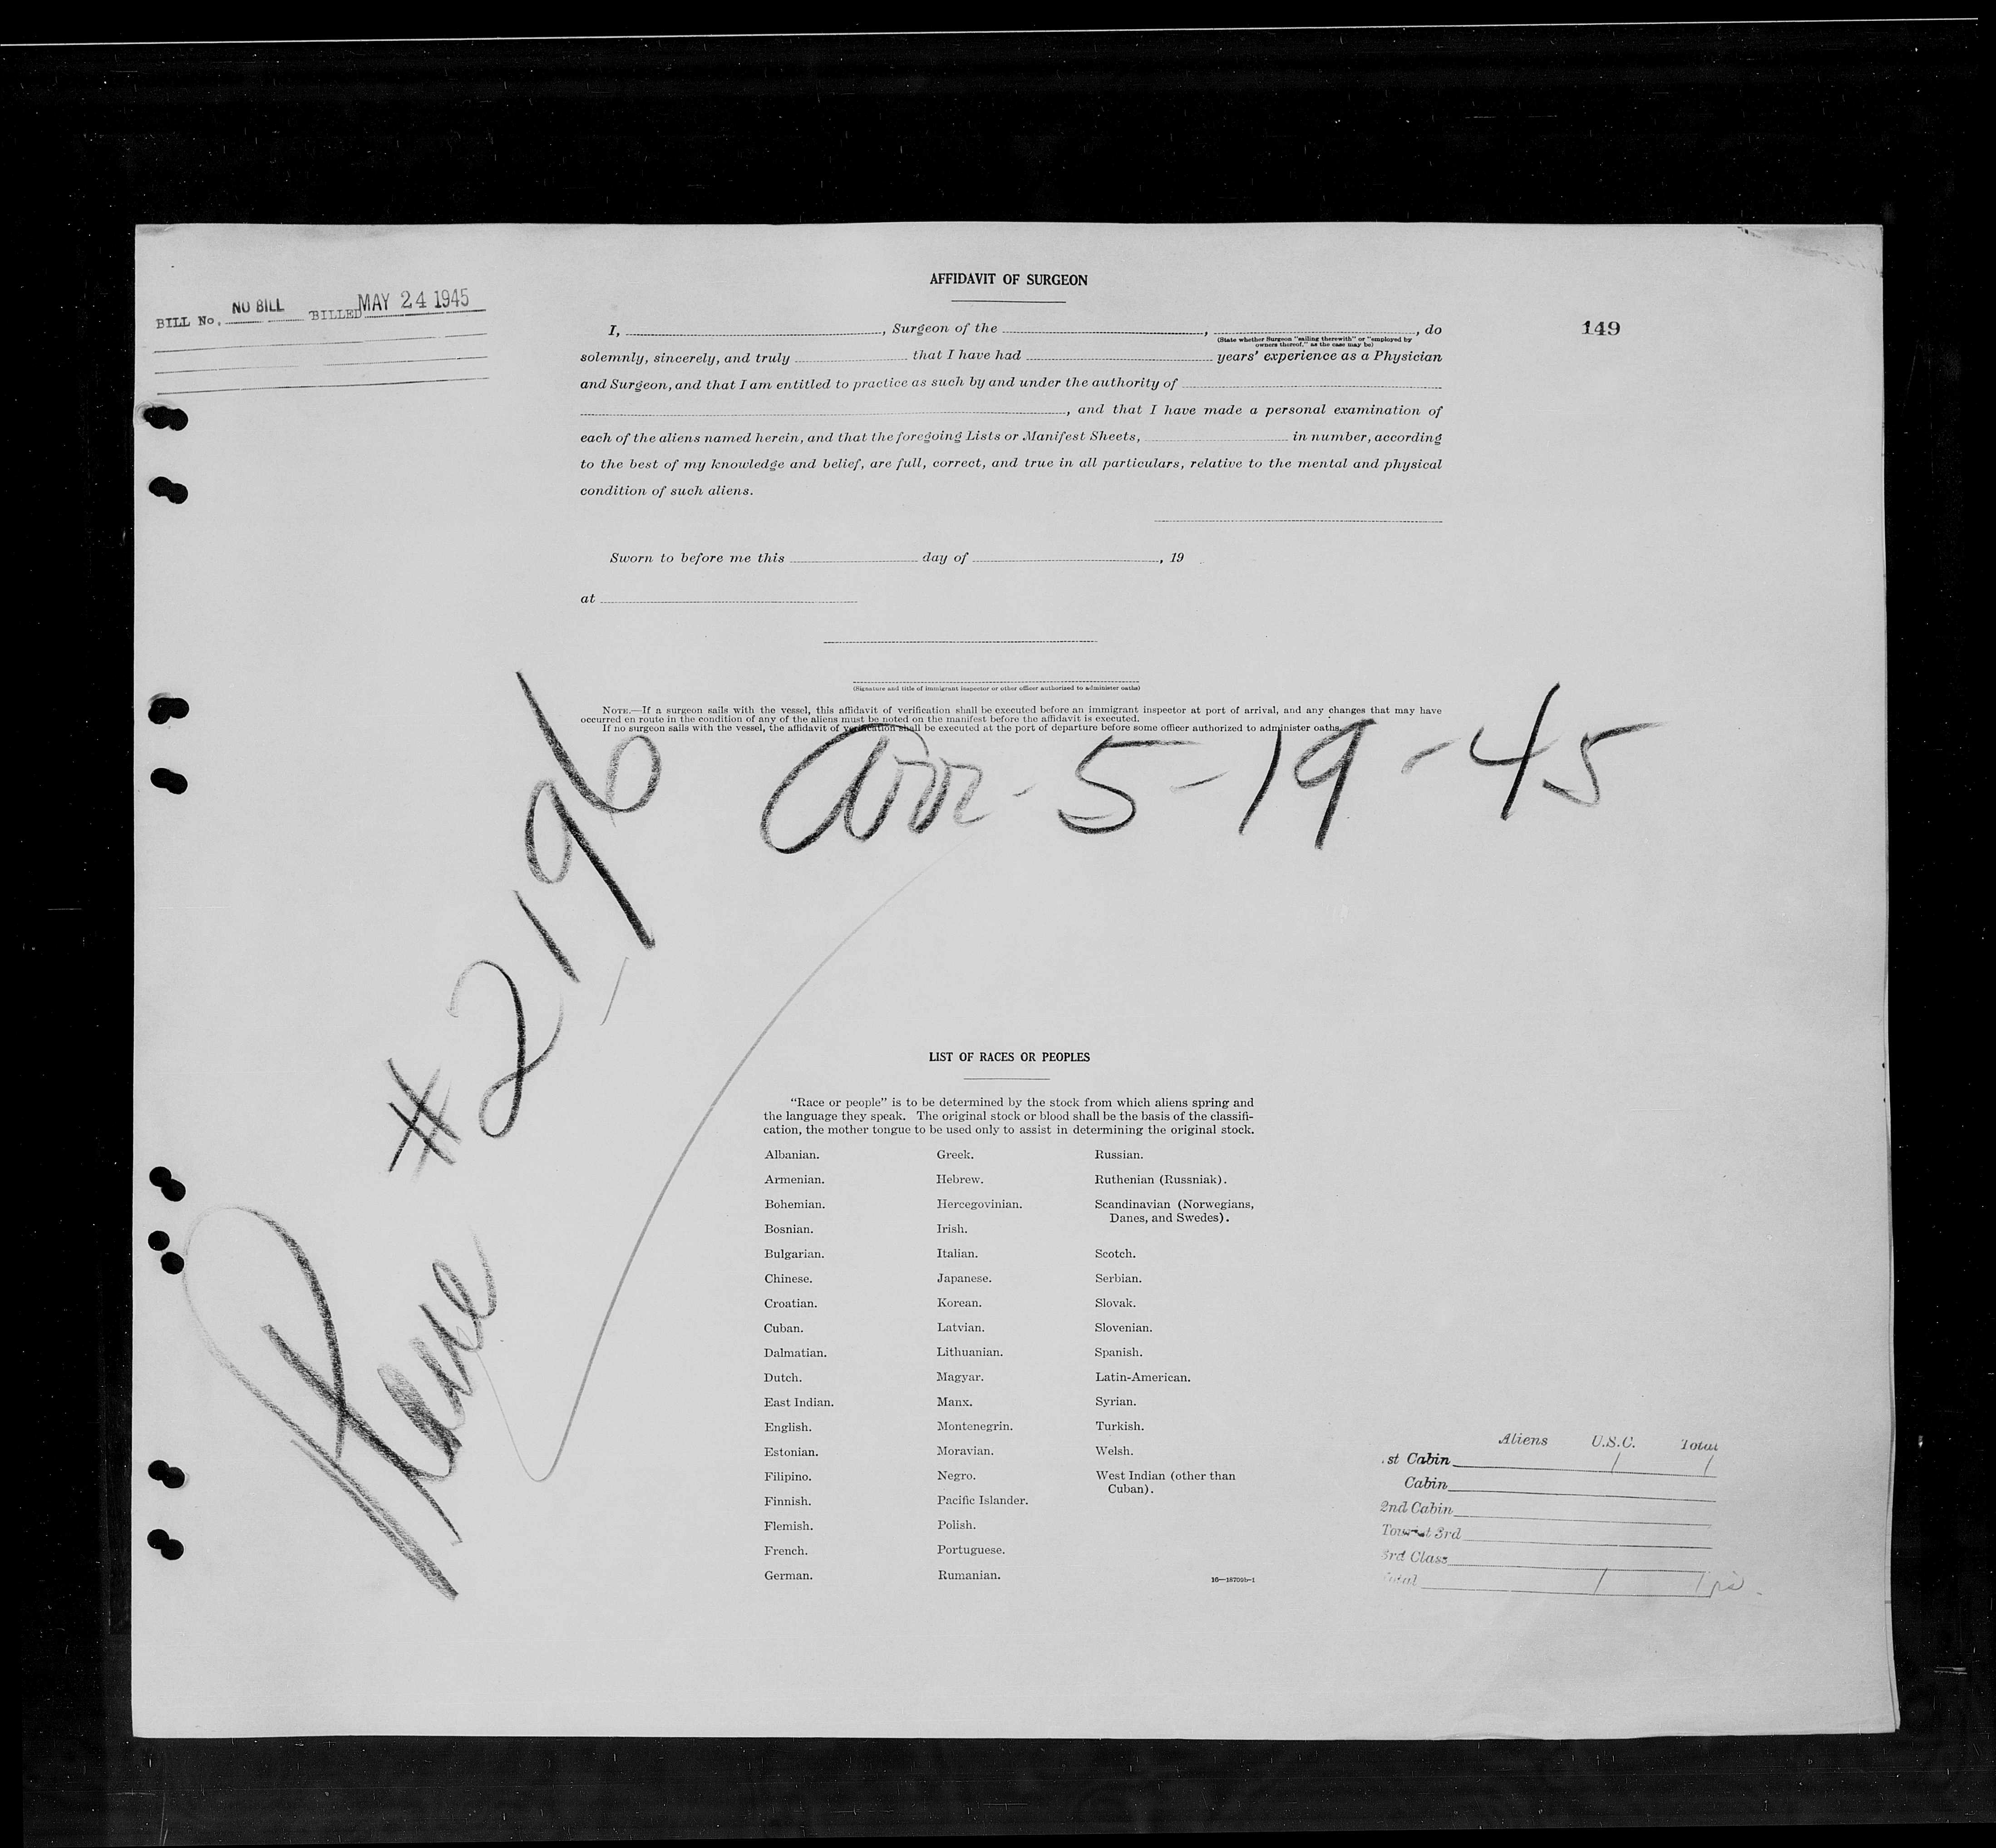 AFFIDAVIT OF SURGEON
BILL No. NO BILL BILLED MAY 24 1945
149
I, , Surgeon of the , , do
(State whether Surgeon "sailing therewith" or "employed by
owners thereof," as the case may be)
solemnly, sincerely, and truly that I have had years' experience as a Physician
and Surgeon, and that I am entitled to practice as such by and under the authority of
, and that I have made a personal examination of
each of the aliens named herein, and that the foregoing Lists or Manifest Sheets, in number, according
to the best of my knowledge and belief, are full, correct, and true in all particulars, relative to the mental and physical
condition of such aliens.
Sworn to before me this day of , 19
at
(Signature and title of immigrant inspector or other officer authorized to administer oaths)
NOTE.—If a surgeon sails with the vessel, this affidavit of verification shall be executed before an immigrant inspector at port of arrival, and any changes that may have
occurred en route in the condition of any of the aliens must be noted on the manifest before the affidavit is executed.
If no surgeon sails with the vessel, the affidavit of verification shall be executed at the port of departure before some officer authorized to administer oaths.
Arr - 5-19-45
Plane #2196
LIST OF RACES OR PEOPLES
"Race or people" is to be determined by the stock from which aliens spring and
the language they speak. The original stock or blood shall be the basis of the classifi-
cation, the mother tongue to be used only to assist in determining the original stock.
Albanian. Greek. Russian.
Armenian. Hebrew. Ruthenian (Russniak).
Bohemian. Hercegovinian. Scandinavian (Norwegians,
Danes, and Swedes).
Bosnian. Irish.
Bulgarian. Italian. Scotch.
Chinese. Japanese. Serbian.
Croatian. Korean. Slovak.
Cuban. Latvian. Slovenian.
Dalmatian. Lithuanian. Spanish.
Dutch. Magyar. Latin-American.
East Indian. Manx. Syrian.
English. Montenegrin. Turkish.
Estonian. Moravian. Welsh.
Filipino. Negro. West Indian (other than
Cuban).
Finnish. Pacific Islander.
Flemish. Polish.
French. Portuguese.
German. Rumanian.
16—18709b-1
Aliens U.S.C. Total
st Cabin 1 1
Cabin
2nd Cabin
Tourist 3rd
3rd Class
Total 1 1